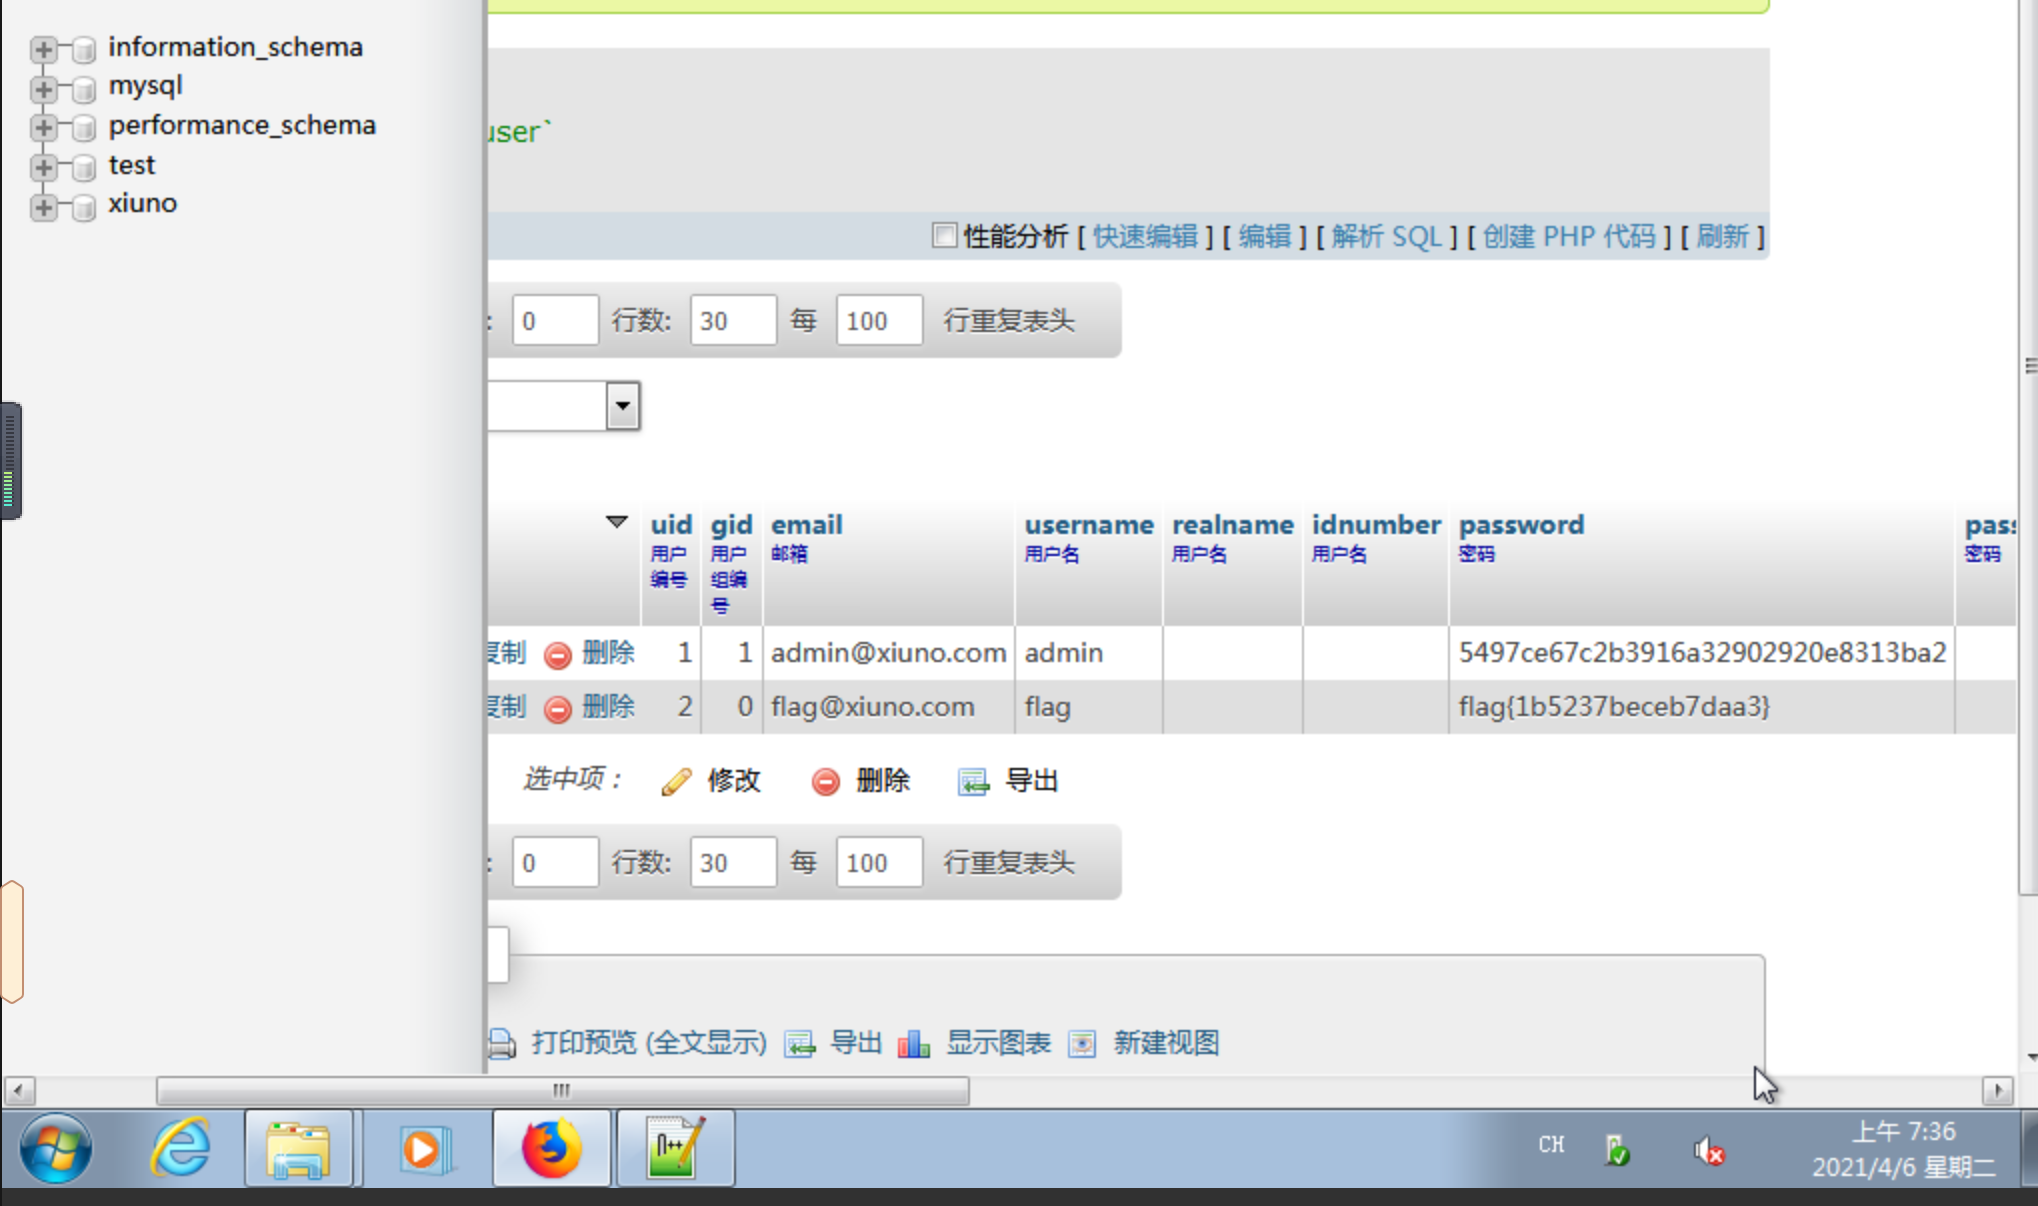 information_schema
mysql
performance_schema
test
xiuno
user`
性能分析 [ 快速编辑 ] [ 编辑 ] [ 解析 SQL ] [ 创建 PHP 代码 ] [ 刷新 ]
: 0 行数: 30 每 100 行重复表头
uid gid email username realname idnumber password pass
用户编号 用户组编号 邮箱 用户名 用户名 用户名 密码 密码
复制 删除 1 1 admin@xiuno.com admin 5497ce67c2b3916a32902920e8313ba2
复制 删除 2 0 flag@xiuno.com flag flag{1b5237beceb7daa3}
选中项： 修改 删除 导出
: 0 行数: 30 每 100 行重复表头
打印预览 (全文显示) 导出 显示图表 新建视图
n++
CH
上午 7:36
2021/4/6 星期二